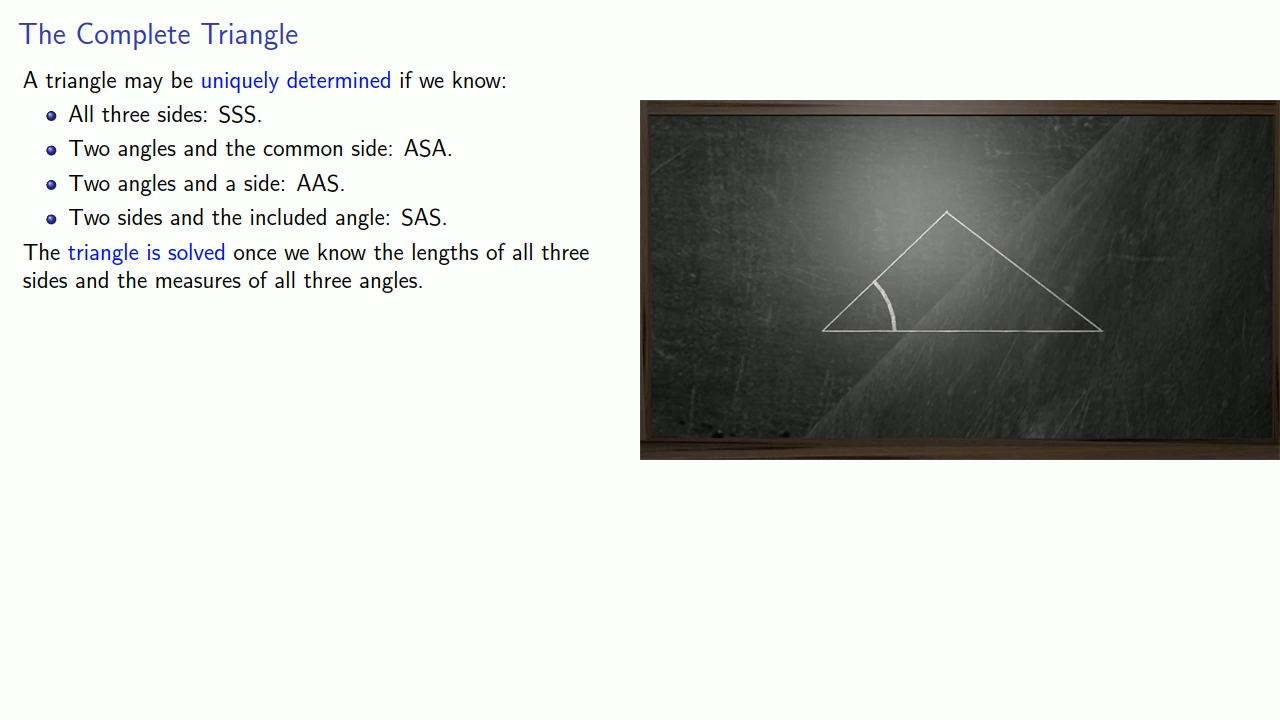 The Complete Triangle
A triangle may be uniquely determined if we know:
All three sides: SSS.
Two angles and the common side: ASA.
Two angles and a side: AAS.
Two sides and the included angle: SAS.
The triangle is solved once we know the lengths of all three
sides and the measures of all three angles.